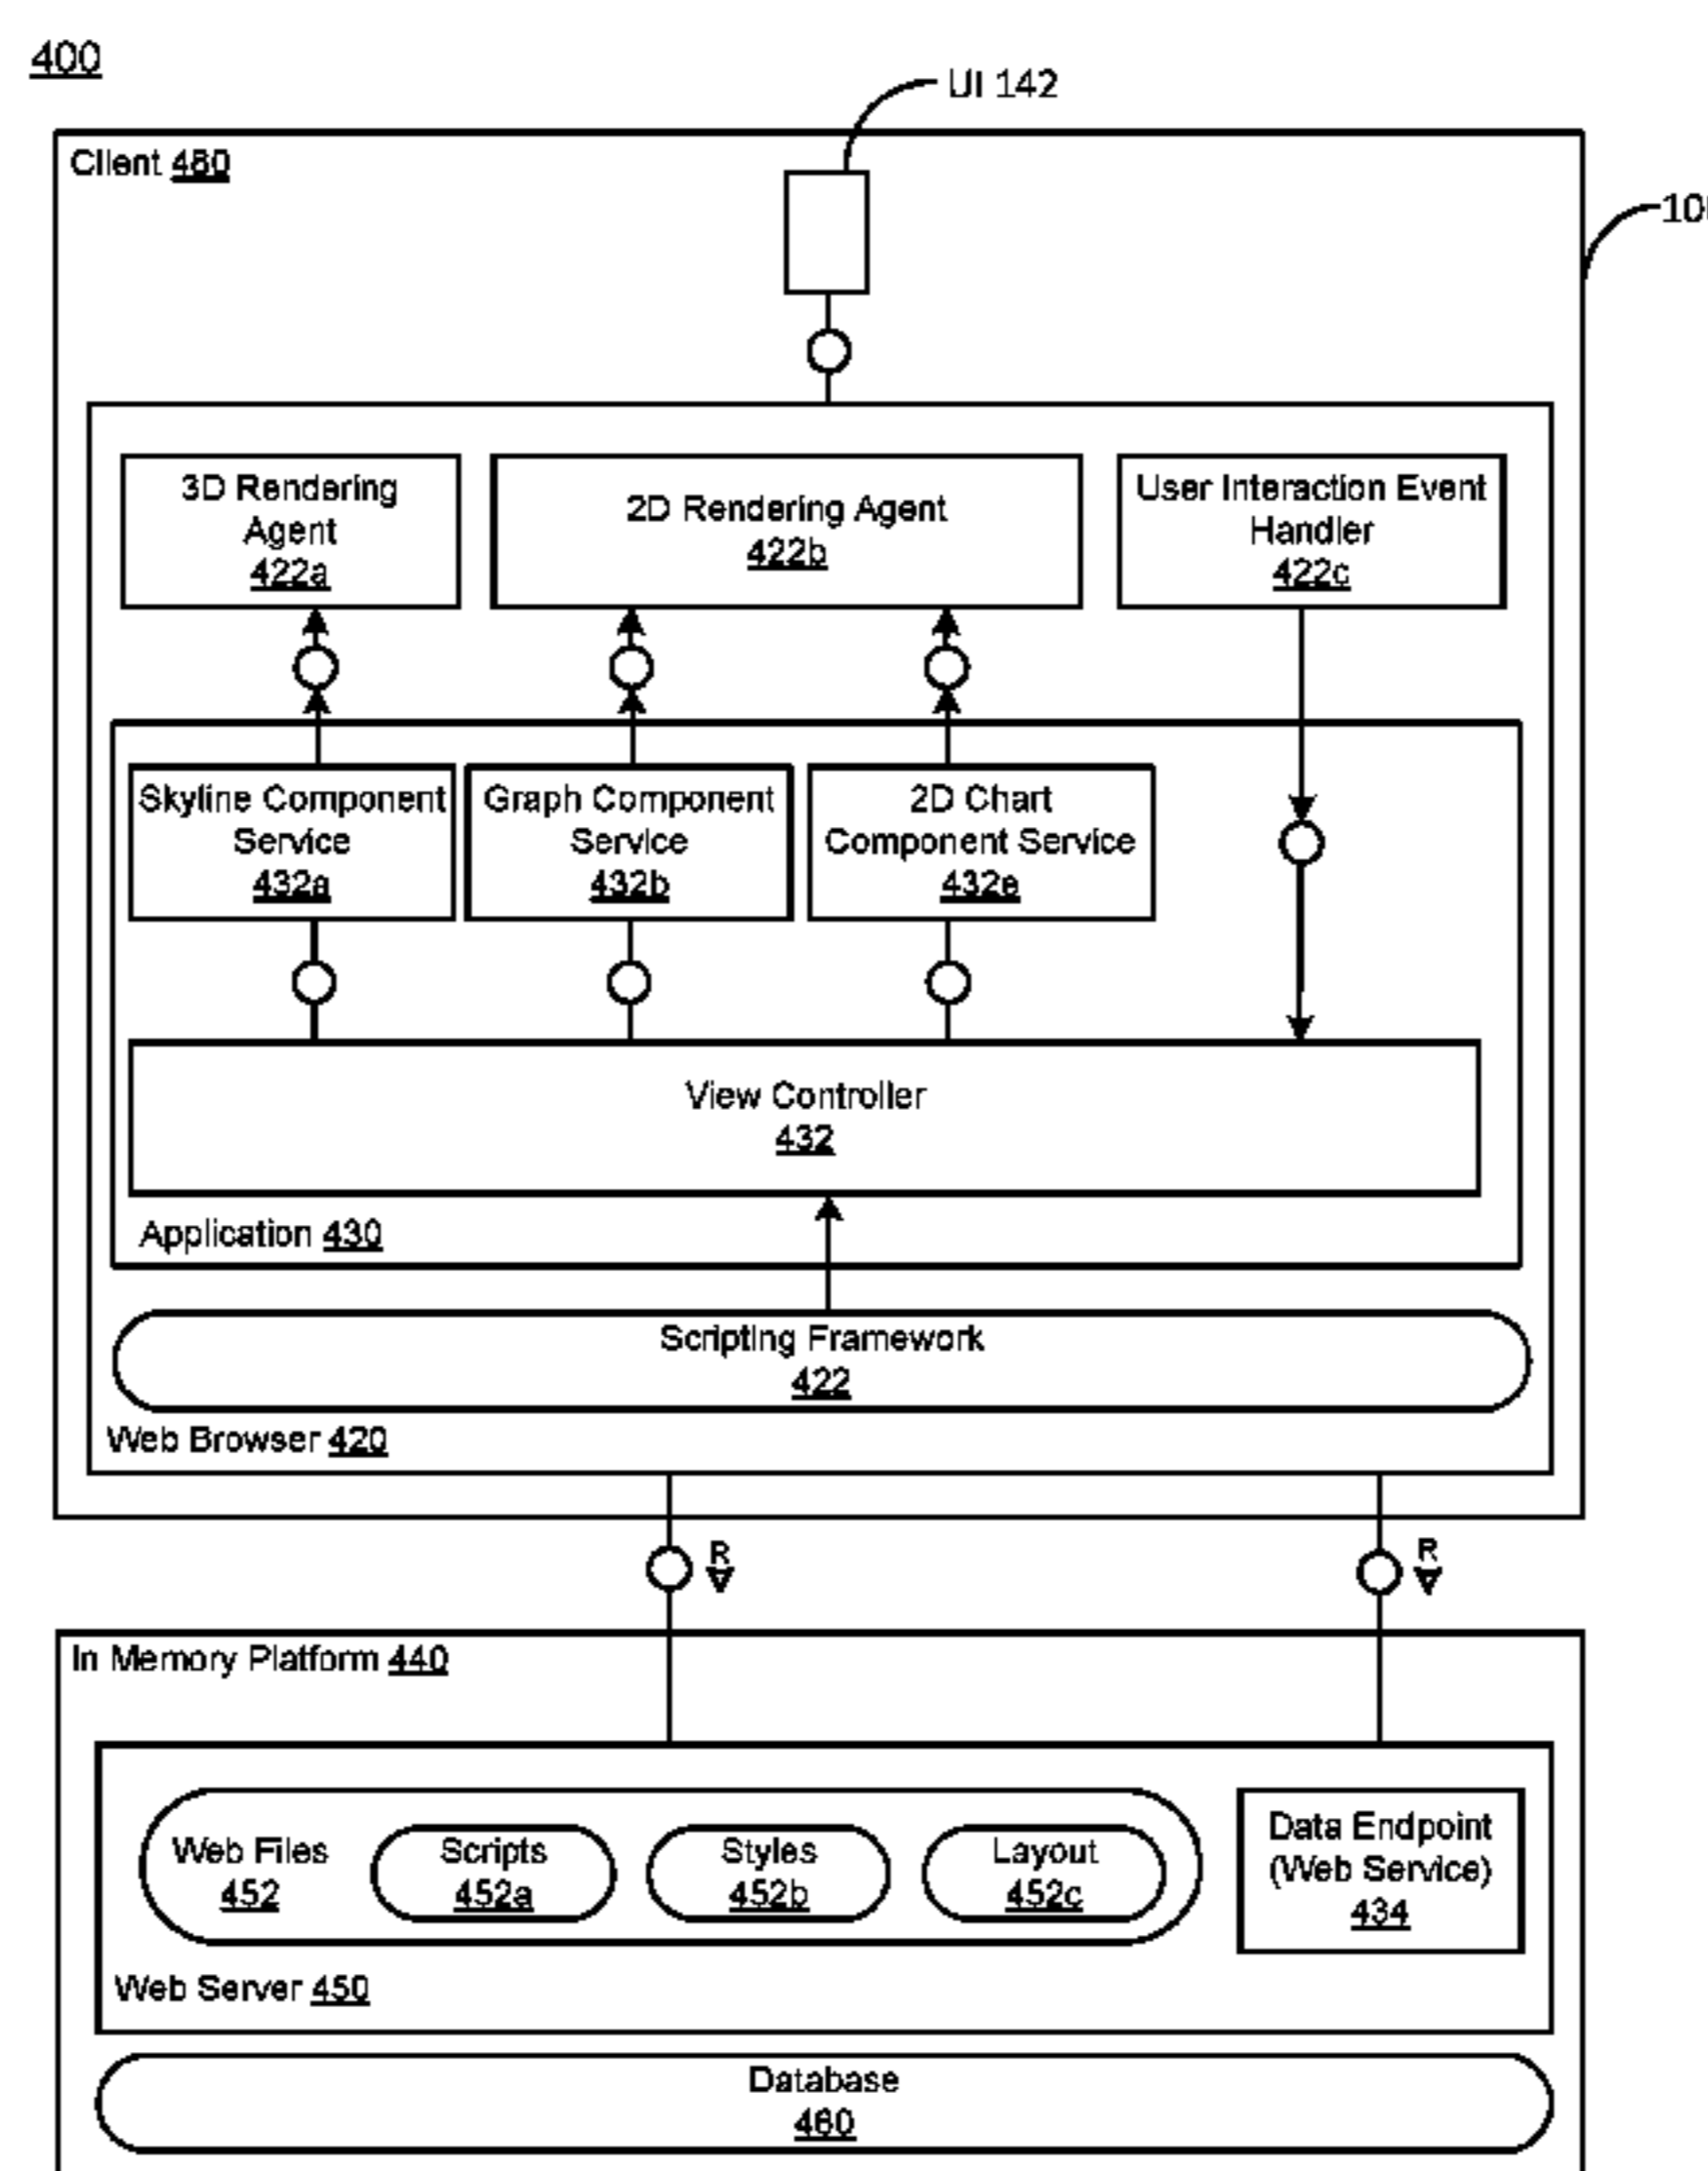 400
UI 142
Client 480
3D Rendering
Agent
422a
2D Rendering Agent
422b
User Interaction Event
Handler
422c
Skyline Component
Service
432a
Graph Component
Service
432b
2D Chart
Component Service
432e
View Controller
432
Application 430
Scripting Framework
422
Web Browser 420
R
R
In Memory Platform 440
Web Files
452
Scripts
452a
Styles
452b
Layout
452c
Data Endpoint
(Web Service)
434
Web Server 450
Database
460